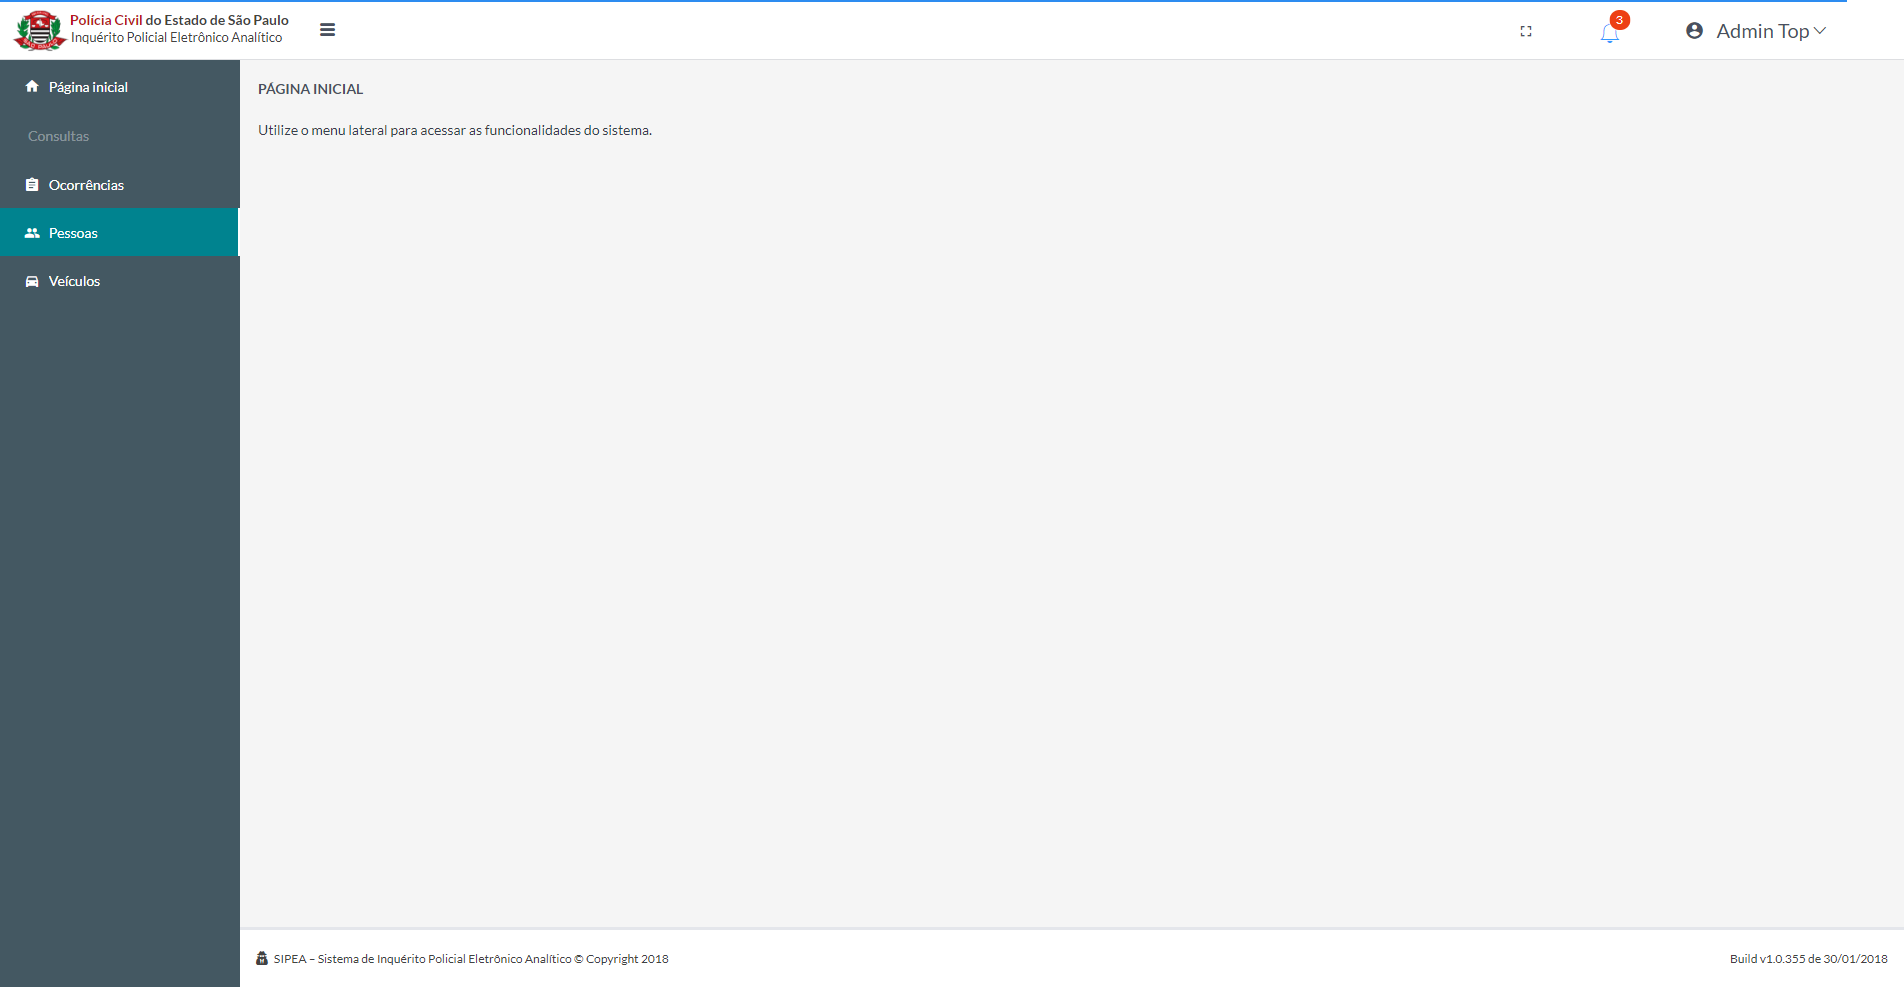 Polícia Civil do Estado de São Paulo
Inquérito Policial Eletrônico Analítico
3
Admin Top
Página inicial
Consultas
Ocorrências
Pessoas
Veículos
PÁGINA INICIAL
Utilize o menu lateral para acessar as funcionalidades do sistema.
SIPEA – Sistema de Inquérito Policial Eletrônico Analítico © Copyright 2018
Build v1.0.355 de 30/01/2018